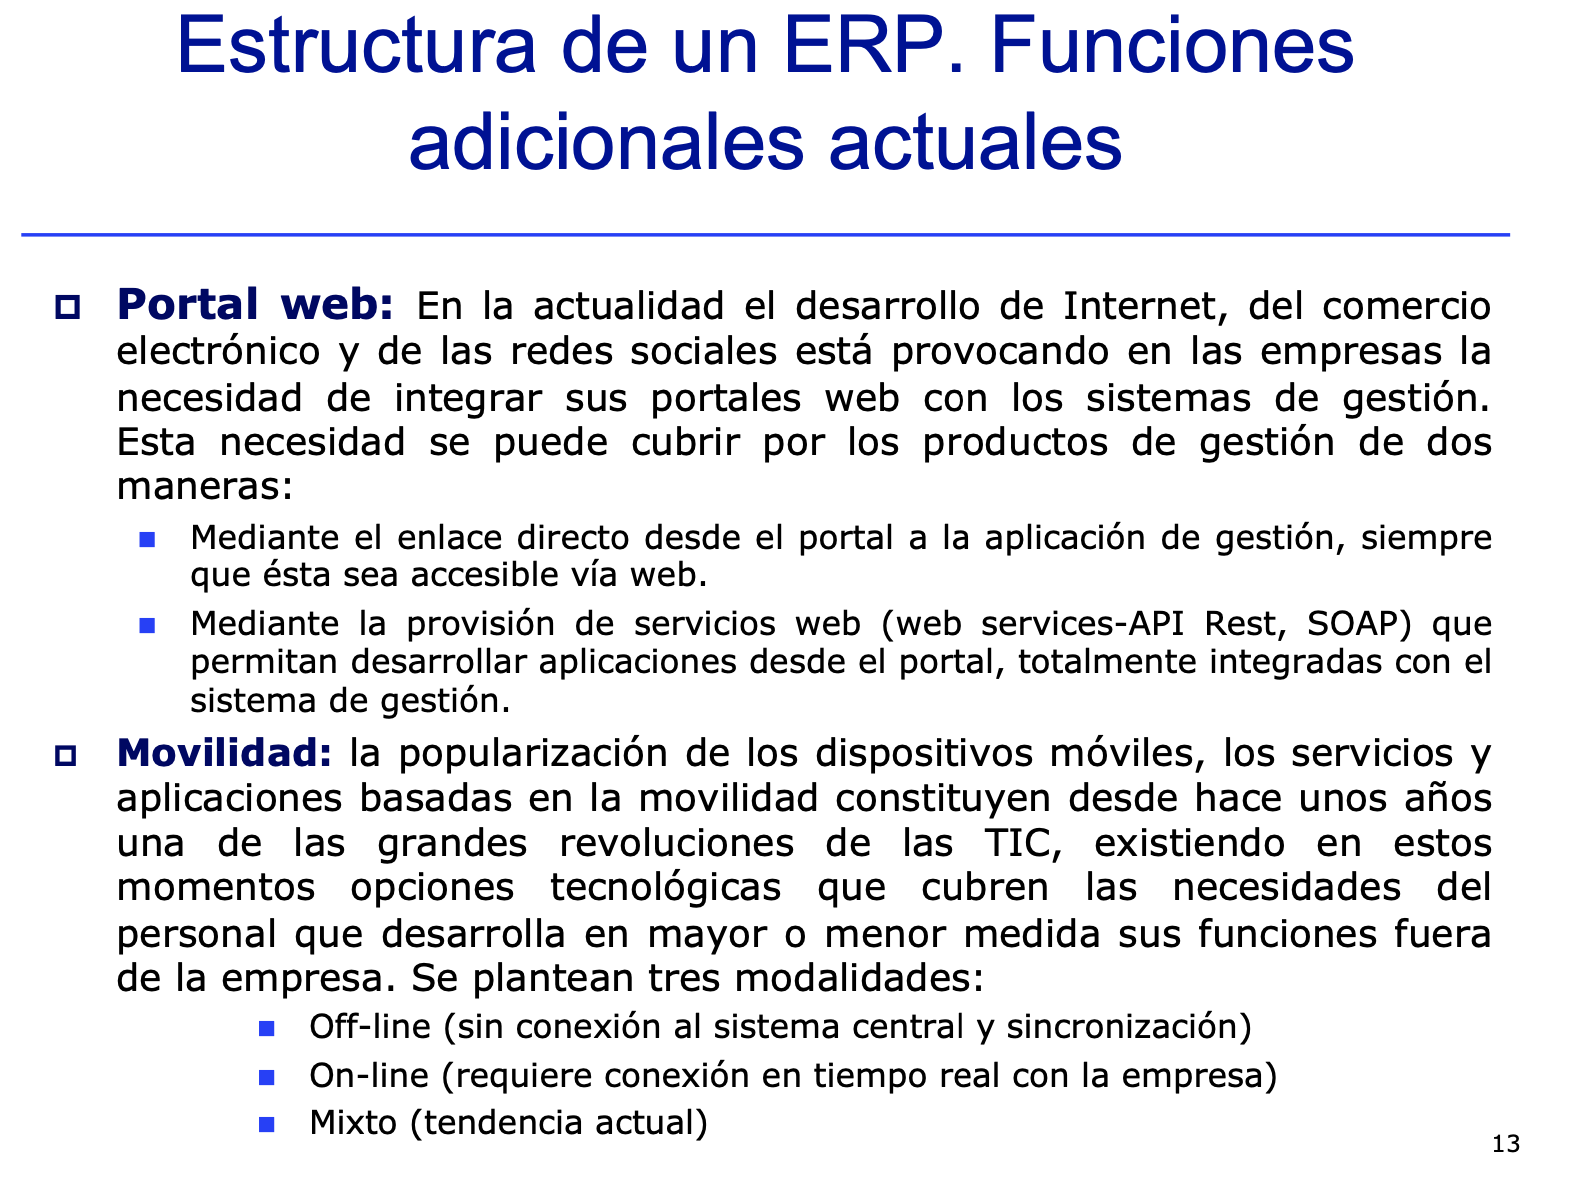 Estructura de un ERP. Funciones
adicionales actuales
Portal web: En la actualidad el desarrollo de Internet, del comercio
electrónico y de las redes sociales está provocando en las empresas la
necesidad de integrar sus portales web con los sistemas de gestión.
Esta necesidad se puede cubrir por los productos de gestión de dos
maneras:
Mediante el enlace directo desde el portal a la aplicación de gestión, siempre
que ésta sea accesible vía web.
Mediante la provisión de servicios web (web services-API Rest, SOAP) que
permitan desarrollar aplicaciones desde el portal, totalmente integradas con el
sistema de gestión.
Movilidad: la popularización de los dispositivos móviles, los servicios y
aplicaciones basadas en la movilidad constituyen desde hace unos años
una de las grandes revoluciones de las TIC, existiendo en estos
momentos opciones tecnológicas que cubren las necesidades del
personal que desarrolla en mayor o menor medida sus funciones fuera
de la empresa. Se plantean tres modalidades:
Off-line (sin conexión al sistema central y sincronización)
On-line (requiere conexión en tiempo real con la empresa)
Mixto (tendencia actual)
13